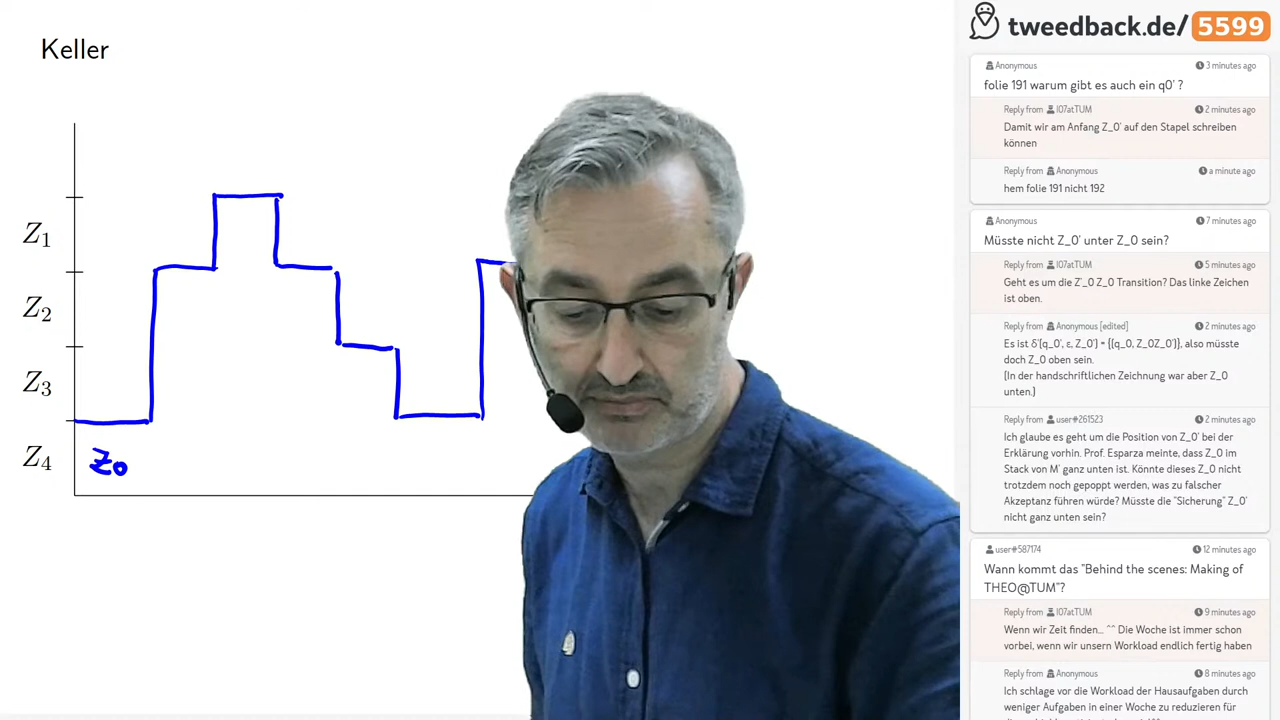 Keller
Z1
Z2
Z3
Z4
Z0
tweedback.de/ 5599
Anonymous 3 minutes ago
folie 191 warum gibt es auch ein q0' ?
Reply from I07atTUM 2 minutes ago
Damit wir am Anfang Z_0' auf den Stapel schreiben
können
Reply from Anonymous a minute ago
hem folie 191 nicht 192
Anonymous 7 minutes ago
Müsste nicht Z_0' unter Z_0 sein?
Reply from I07atTUM 5 minutes ago
Geht es um die Z'_0 Z_0 Transition? Das linke Zeichen
ist oben.
Reply from Anonymous [edited] 2 minutes ago
Es ist δ'(q_0', ε, Z_0') = {(q_0, Z_0Z_0')}, also müsste
doch Z_0 oben sein.
(In der handschriftlichen Zeichnung war aber Z_0
unten.)
Reply from user#261523 2 minutes ago
Ich glaube es geht um die Position von Z_0' bei der
Erklärung vorhin. Prof. Esparza meinte, dass Z_0 im
Stack von M' ganz unten ist. Könnte dieses Z_0 nicht
trotzdem noch gepoppt werden, was zu falscher
Akzeptanz führen würde? Müsste die "Sicherung" Z_0'
nicht ganz unten sein?
user#587174 12 minutes ago
Wann kommt das "Behind the scenes: Making of
THEO@TUM"?
Reply from I07atTUM 9 minutes ago
Wenn wir Zeit finden... ^^ Die Woche ist immer schon
vorbei, wenn wir unsern Workload endlich fertig haben
Reply from Anonymous 8 minutes ago
Ich schlage vor die Workload der Hausaufgaben durch
weniger Aufgaben in einer Woche zu reduzieren für